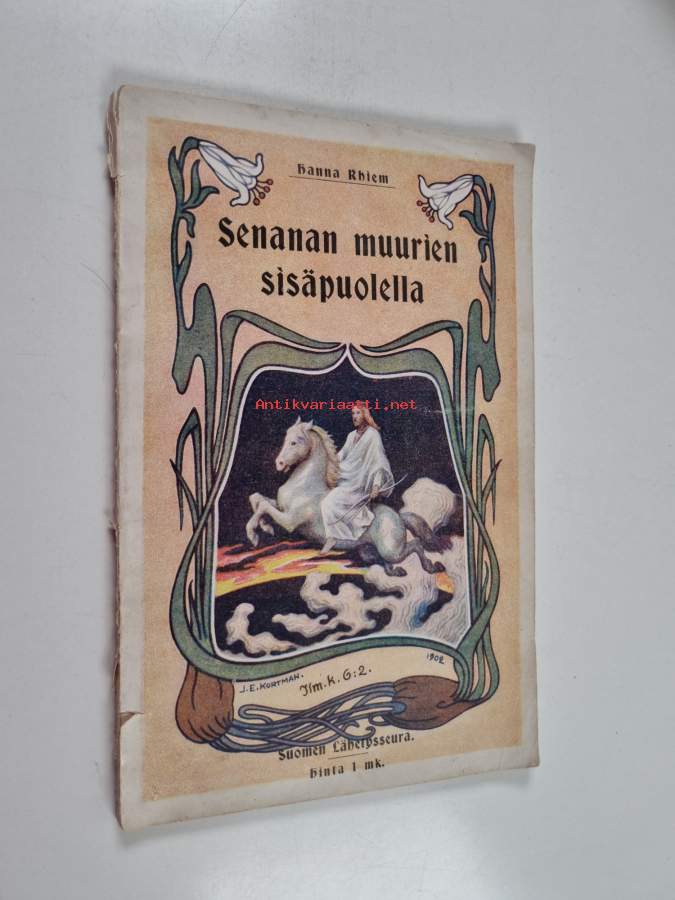 Hanna Rhiem
Senanan muurien
sisäpuolella
Antikvariaatti.net
1902
J.E.KORTMAN.
Ilm.k. 6:2.
Suomen Lähetysseura.
Hinta 1 mk.